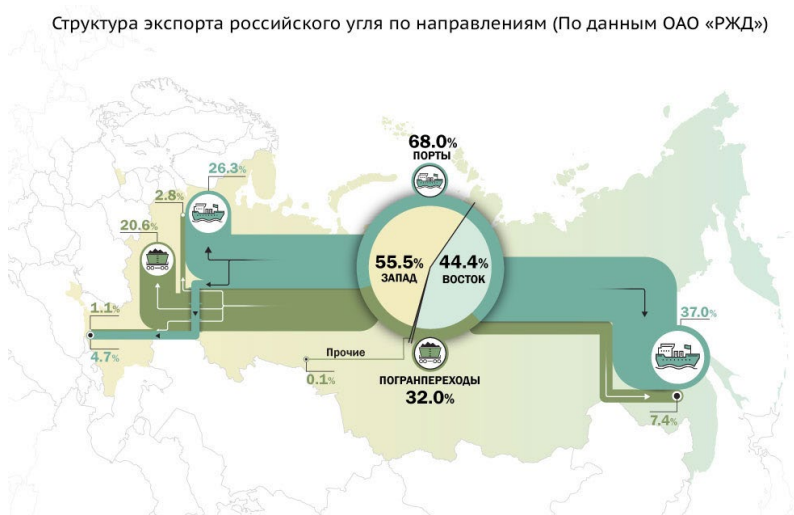 Структура экспорта российского угля по направлениям (По данным ОАО «РЖД»)
68.0%
ПОРТЫ
26.3%
2.8%
20.6%
55.5%
ЗАПАД
44.4%
ВОСТОК
1.1%
4.7%
37.0%
Прочие
0.1%
ПОГРАНПЕРЕХОДЫ
32.0%
7.4%